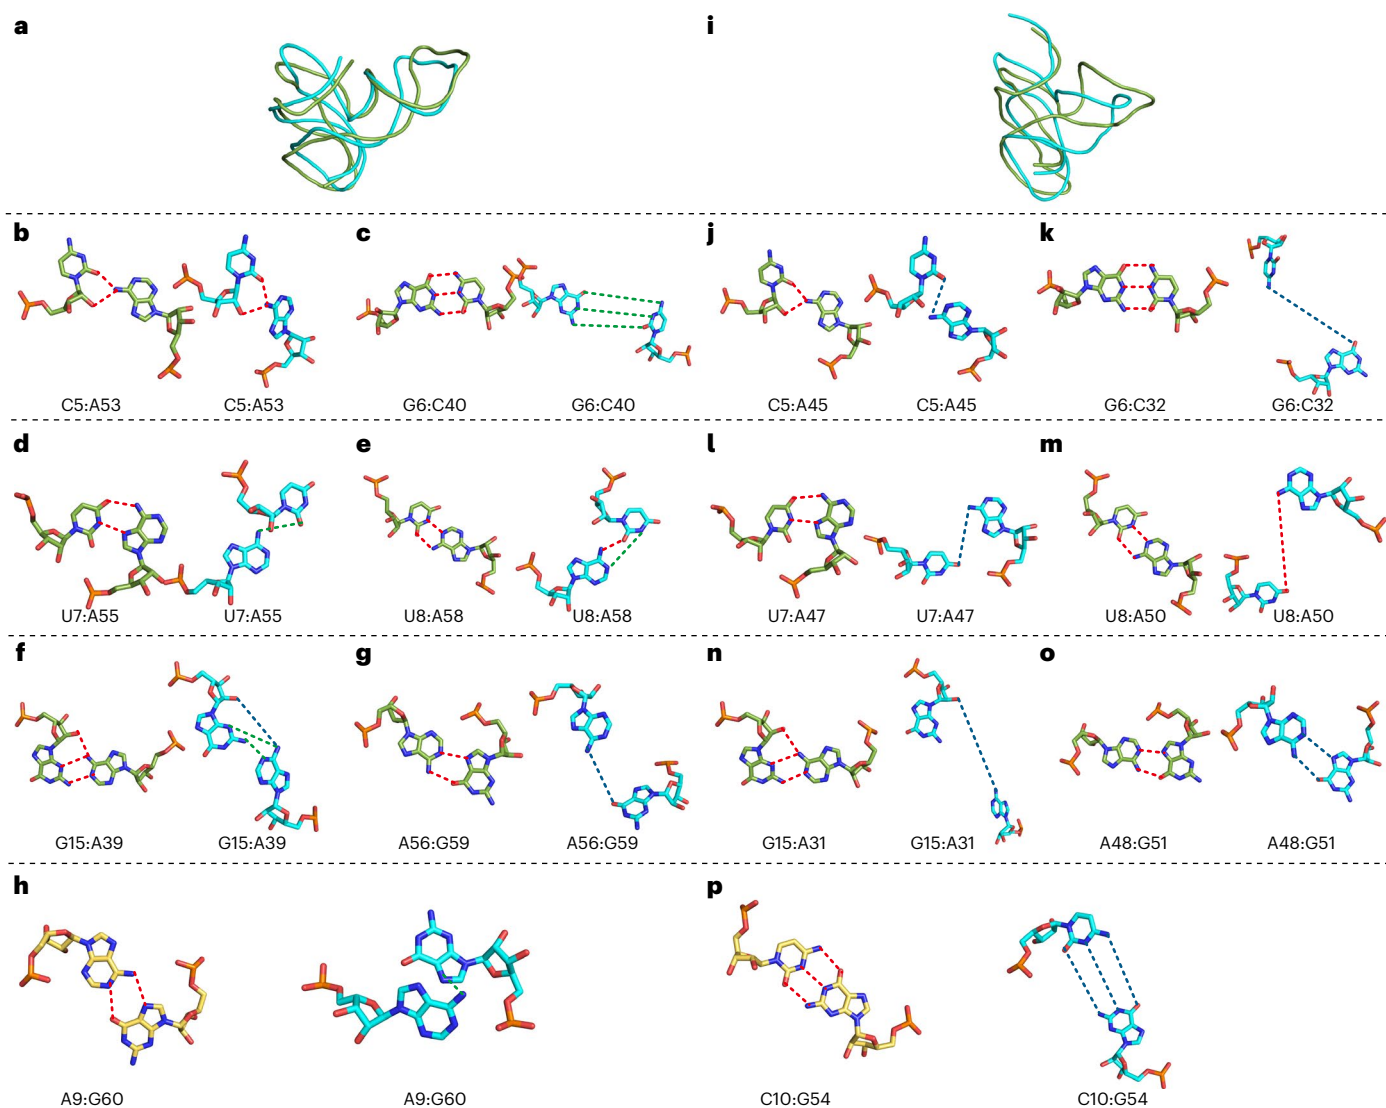 a i
b c j k
C5:A53 C5:A53 G6:C40 G6:C40 C5:A45 C5:A45 G6:C32 G6:C32
d e l m
U7:A55 U7:A55 U8:A58 U8:A58 U7:A47 U7:A47 U8:A50 U8:A50
f g n o
G15:A39 G15:A39 A56:G59 A56:G59 G15:A31 G15:A31 A48:G51 A48:G51
h p
A9:G60 A9:G60 C10:G54 C10:G54